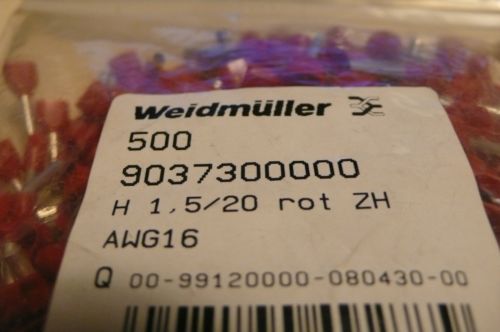 Weidmüller
500
9037300000
H 1,5/20 rot ZH
AWG16
Q 00-99120000-080430-00